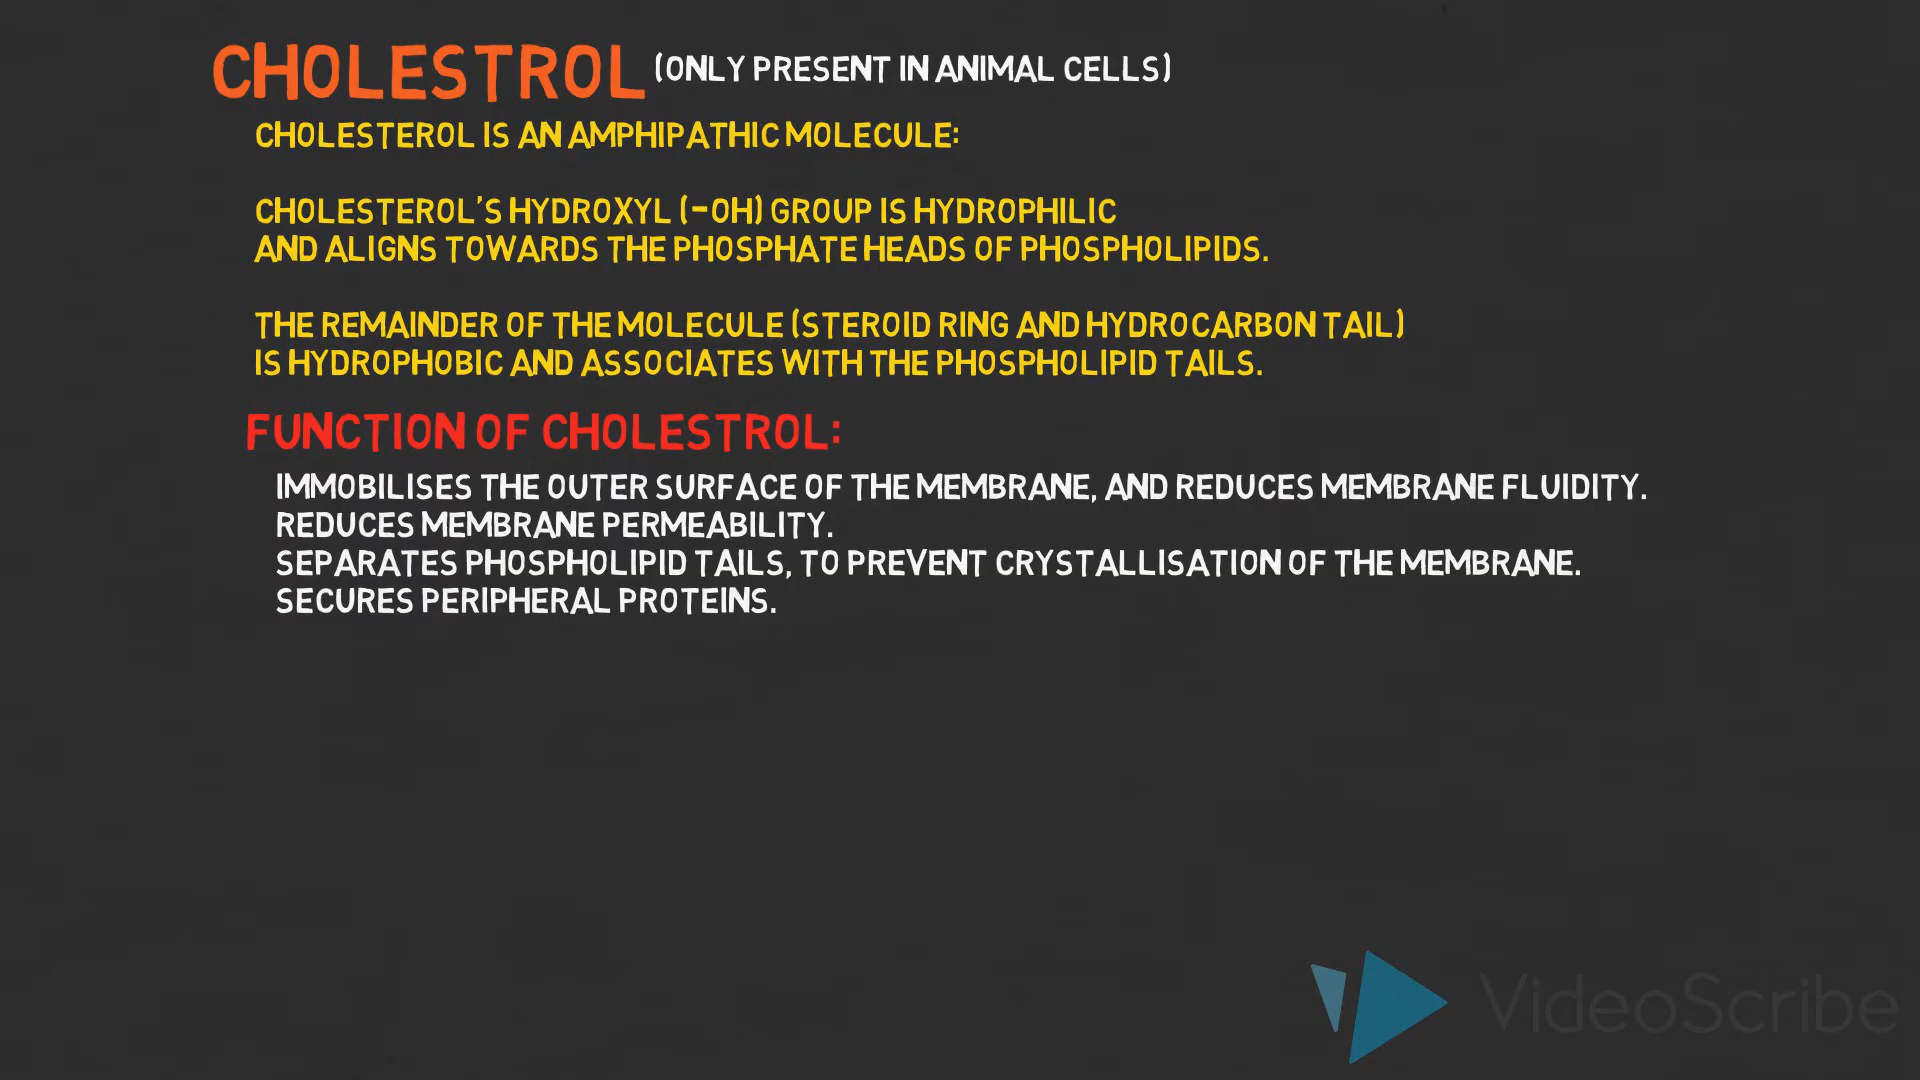 CHOLESTROL (ONLY PRESENT IN ANIMAL CELLS)
CHOLESTEROL IS AN AMPHIPATHIC MOLECULE:
CHOLESTEROL'S HYDROXYL (-OH) GROUP IS HYDROPHILIC
AND ALIGNS TOWARDS THE PHOSPHATE HEADS OF PHOSPHOLIPIDS.
THE REMAINDER OF THE MOLECULE (STEROID RING AND HYDROCARBON TAIL)
IS HYDROPHOBIC AND ASSOCIATES WITH THE PHOSPHOLIPID TAILS.
FUNCTION OF CHOLESTROL:
IMMOBILISES THE OUTER SURFACE OF THE MEMBRANE, AND REDUCES MEMBRANE FLUIDITY.
REDUCES MEMBRANE PERMEABILITY.
SEPARATES PHOSPHOLIPID TAILS, TO PREVENT CRYSTALLISATION OF THE MEMBRANE.
SECURES PERIPHERAL PROTEINS.
VideoScribe